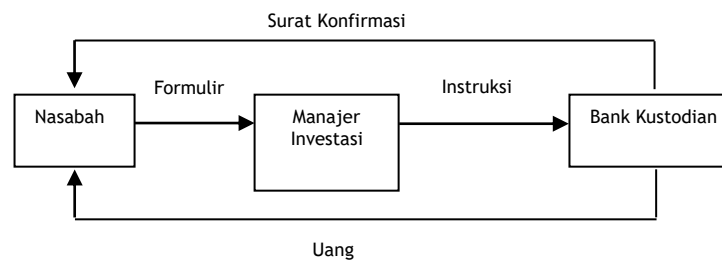 Surat Konfirmasi
Formulir
Instruksi
Nasabah
Manajer
Investasi
Bank Kustodian
Uang